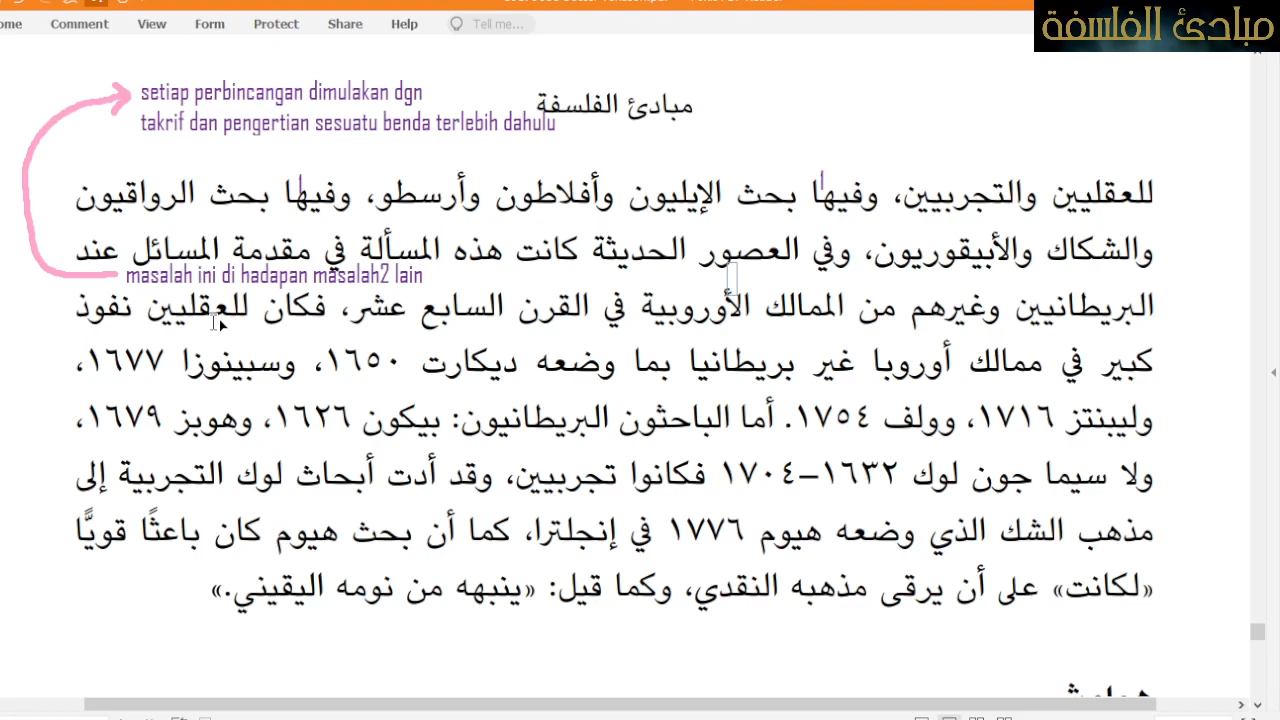 ome Comment View Form Protect Share Help Tell me...
مبادئ الفلسفة
setiap perbincangan dimulakan dgn
takrif dan pengertian sesuatu benda terlebih dahulu
مبادئ الفلسفة
للعقليين والتجربيين، وفيها بحث الإيليون وأفلاطون وأرسطو، وفيها بحث الرواقيون
والشكاك والأبيقوريون، وفي العصور الحديثة كانت هذه المسألة في مقدمة المسائل عند
masalah ini di hadapan masalah2 lain
البريطانيين وغيرهم من الممالك الأوروبية في القرن السابع عشر، فكان للعقليين نفوذ
كبير في ممالك أوروبا غير بريطانيا بما وضعه ديكارت ١٦٥٠، وسبينوزا ١٦٧٧،
وليبنتز ١٧١٦، وولف ١٧٥٤. أما الباحثون البريطانيون: بيكون ١٦٢٦، وهوبز ١٦٧٩،
ولا سيما جون لوك ١٦٣٢–١٧٠٤ فكانوا تجربيين، وقد أدت أبحاث لوك التجربية إلى
مذهب الشك الذي وضعه هيوم ١٧٧٦ في إنجلترا، كما أن بحث هيوم كان باعثًا قويًّا
«لكانت» على أن يرقى مذهبه النقدي، وكما قيل: «ينبهه من نومه اليقيني.»